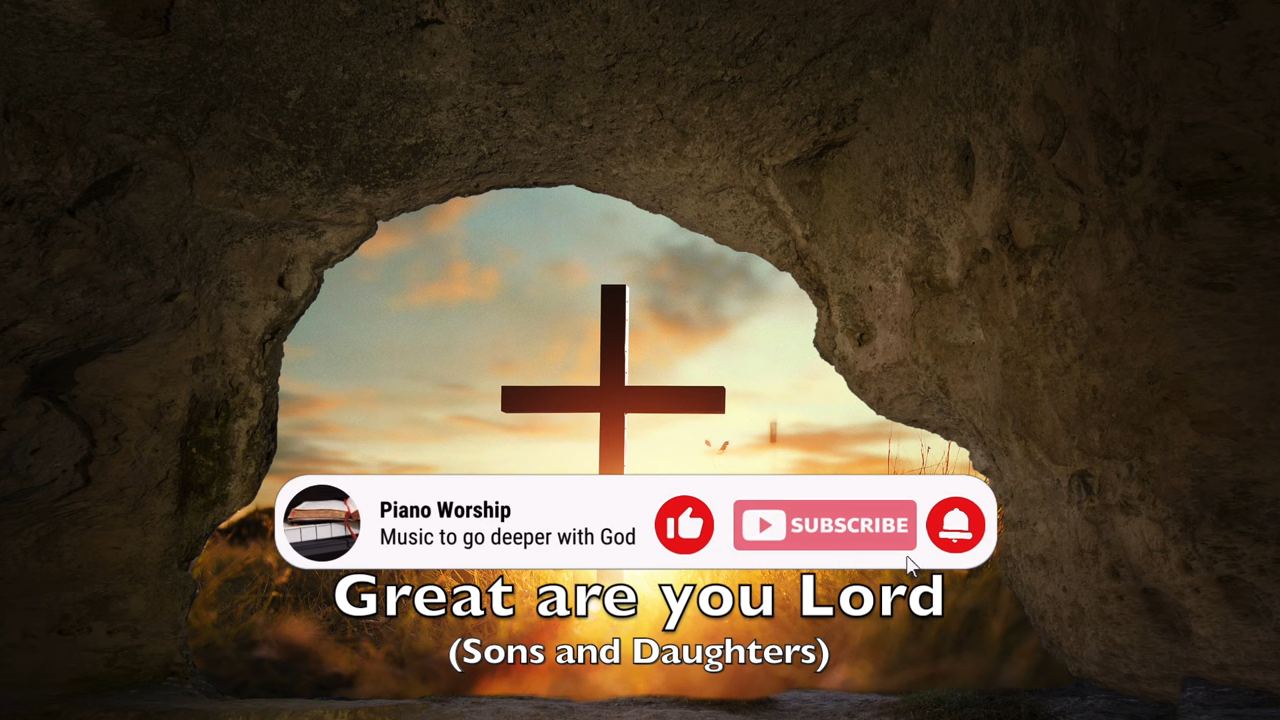 Piano Worship
Music to go deeper with God
SUBSCRIBE
Great are you Lord
(Sons and Daughters)